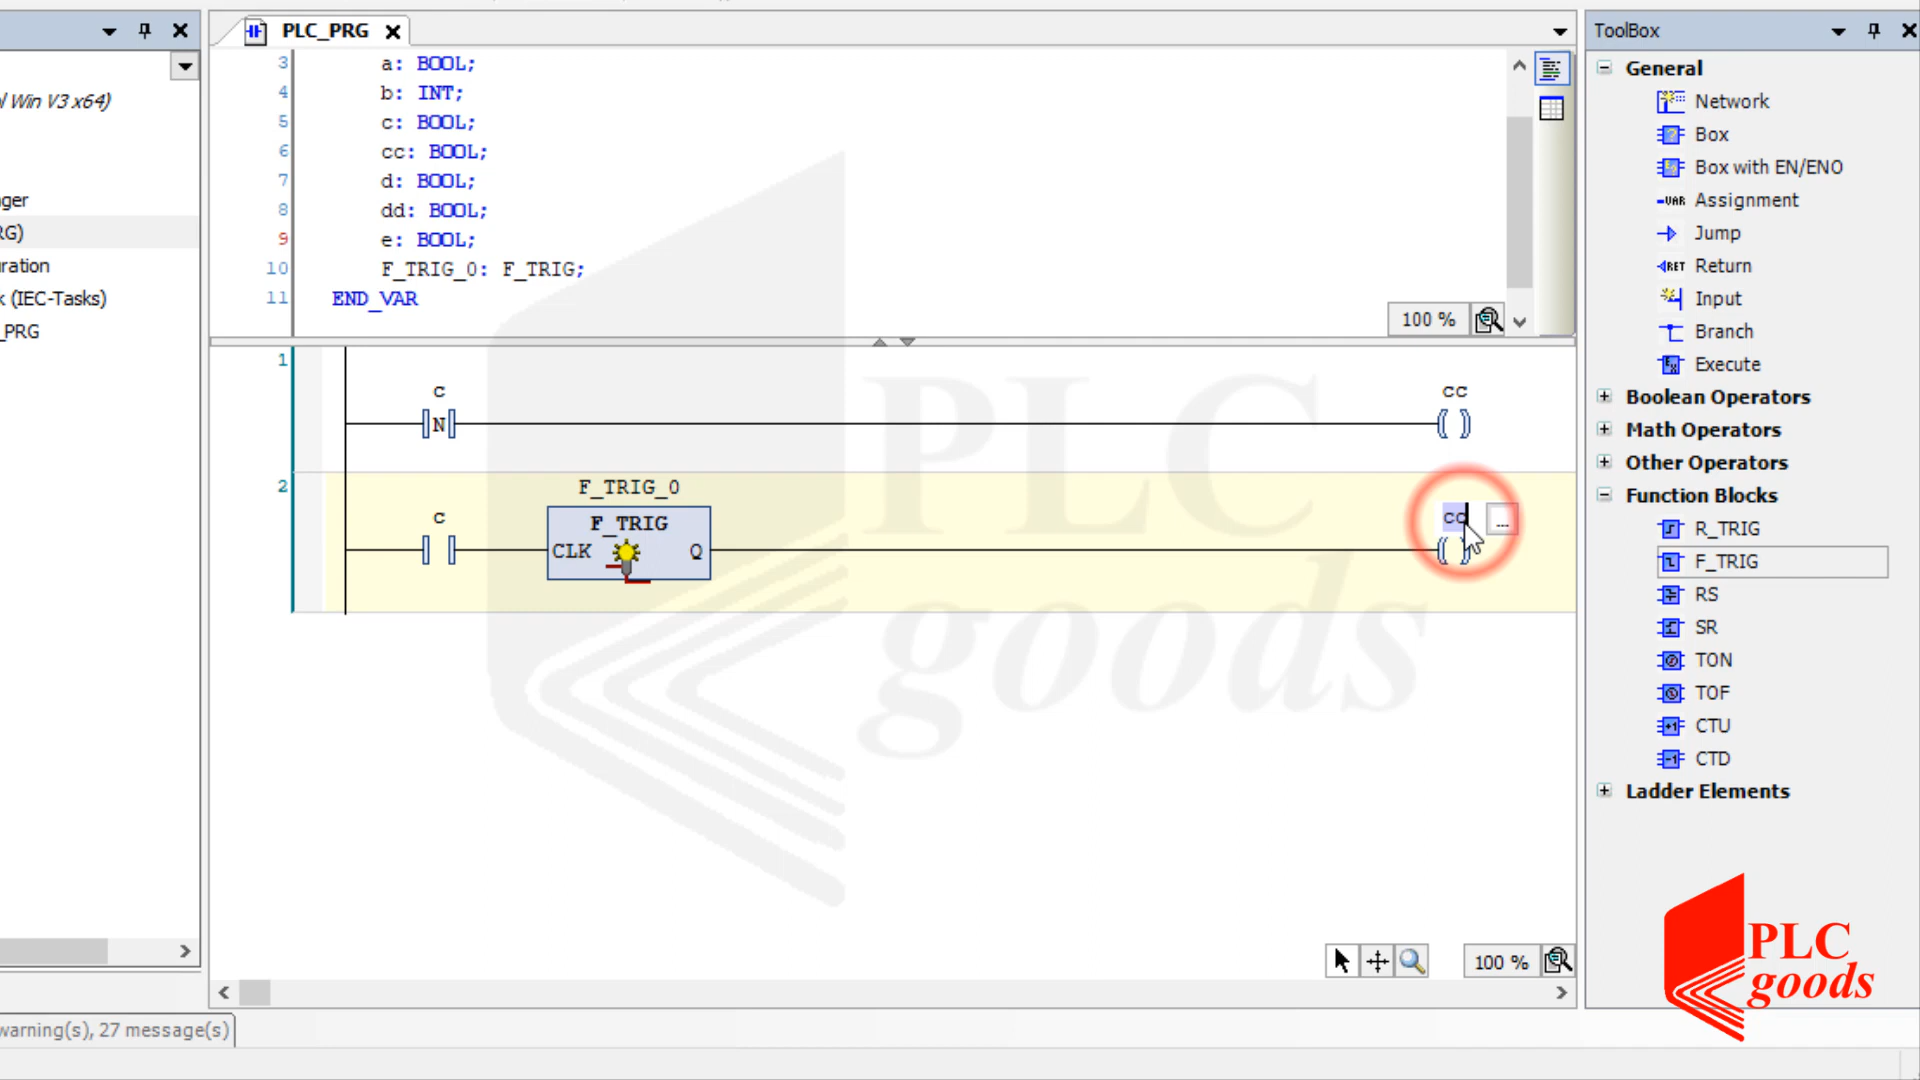 PLC_PRG
ToolBox
l Win V3 x64)
ger
RG)
ration
k (IEC-Tasks)
_PRG
3 a: BOOL;
4 b: INT;
5 c: BOOL;
6 cc: BOOL;
7 d: BOOL;
8 dd: BOOL;
9 e: BOOL;
10 F_TRIG_0: F_TRIG;
11 END_VAR
100 %
1
c
N
cc
2
F_TRIG_0
c
F_TRIG
CLK Q
cc
...
PLC
goods
100 %
General
Network
Box
Box with EN/ENO
VAR Assignment
Jump
RET Return
Input
Branch
Execute
Boolean Operators
Math Operators
Other Operators
Function Blocks
R_TRIG
F_TRIG
RS
SR
TON
TOF
CTU
CTD
Ladder Elements
PLC
goods
warning(s), 27 message(s)